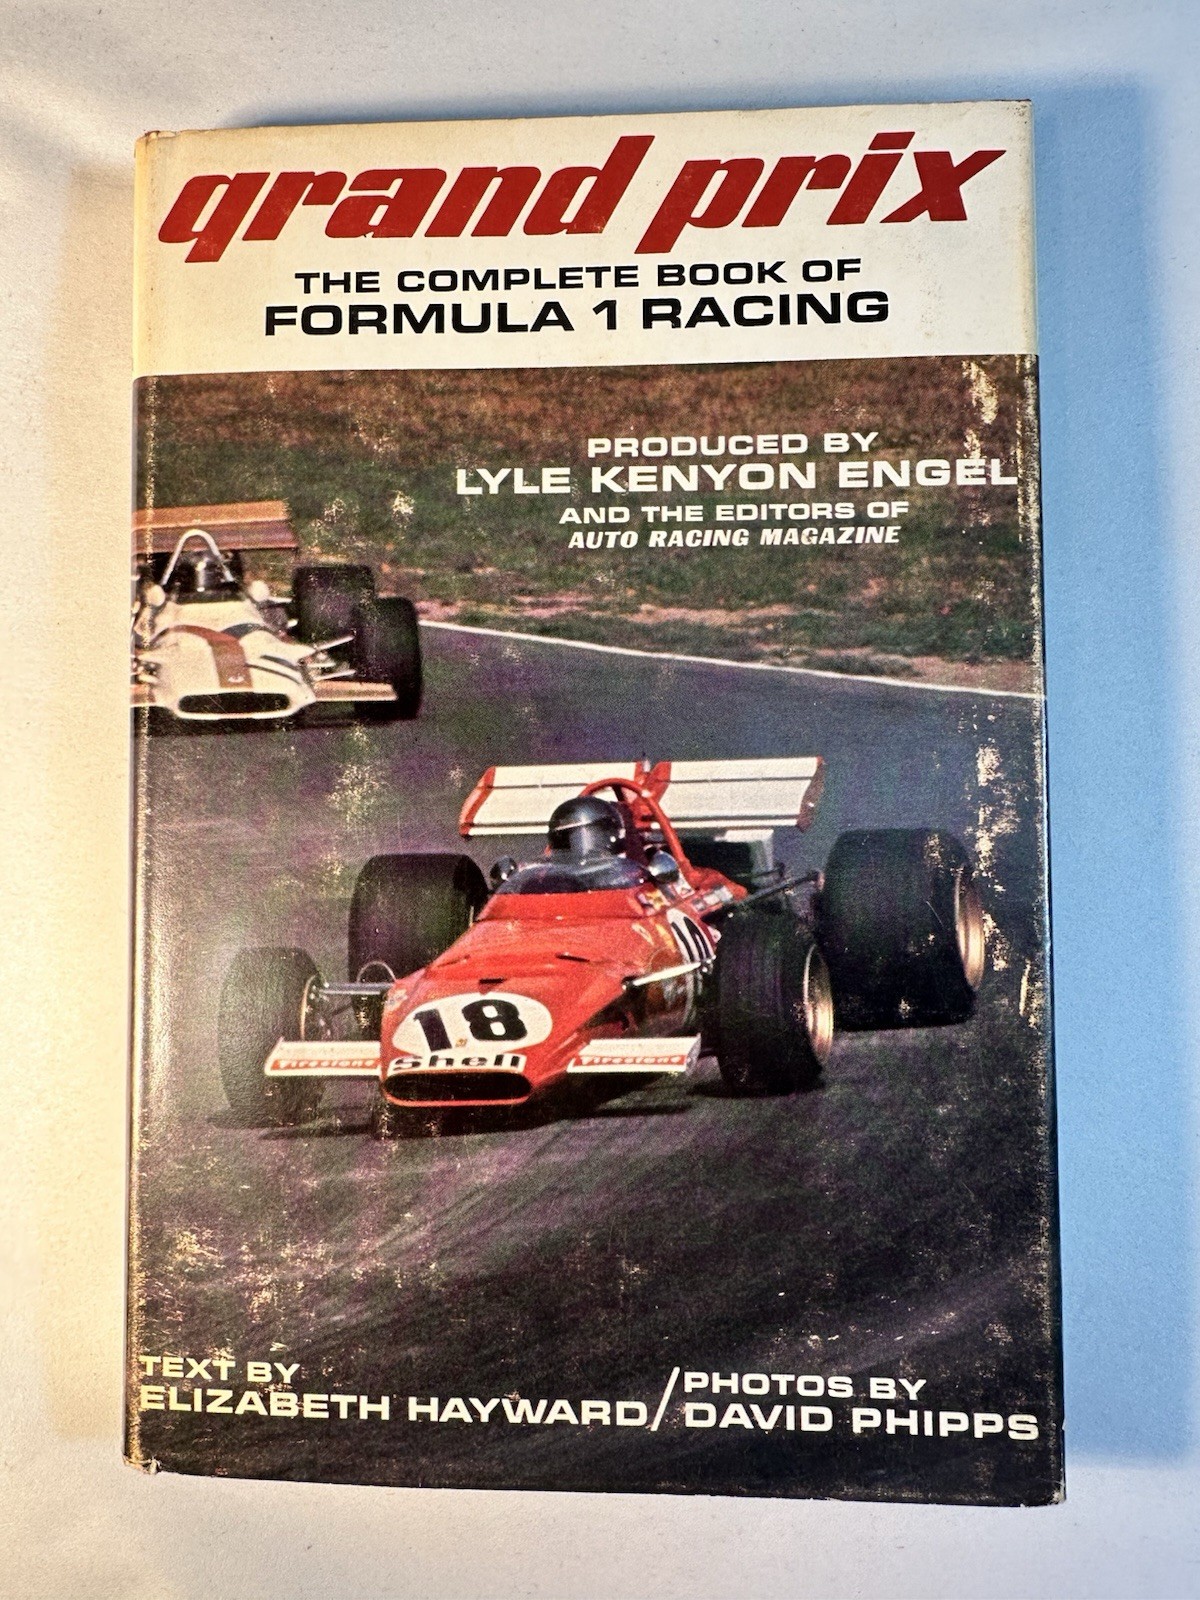 grand prix
THE COMPLETE BOOK OF
FORMULA 1 RACING
PRODUCED BY
LYLE KENYON ENGEL
AND THE EDITORS OF
AUTO RACING MAGAZINE
18
Firestone Shell Firestone
TEXT BY
ELIZABETH HAYWARD/
PHOTOS BY
DAVID PHIPPS